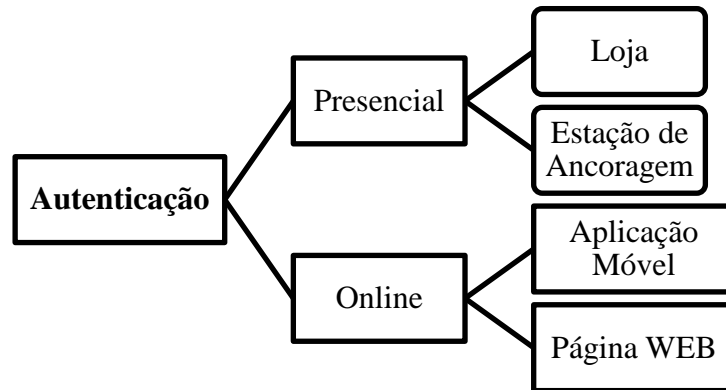 Autenticação
Presencial
Loja
Estação de
Ancoragem
Online
Aplicação
Móvel
Página WEB